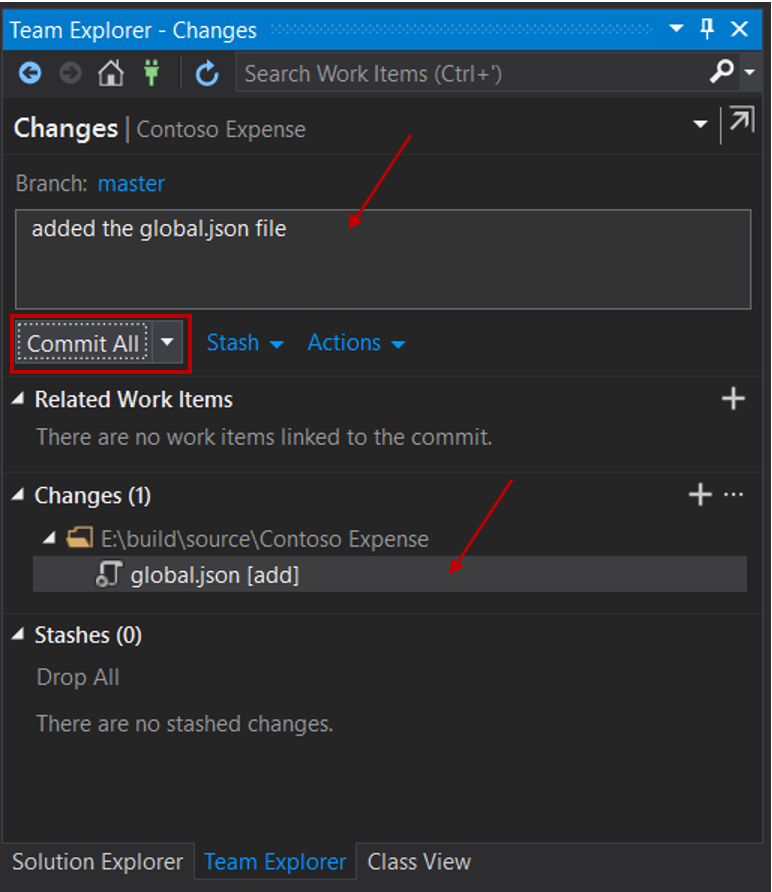 Team Explorer - Changes
Search Work Items (Ctrl+')
Changes | Contoso Expense
Branch: master
added the global.json file
Commit All Stash Actions
Related Work Items
There are no work items linked to the commit.
Changes (1)
E:\build\source\Contoso Expense
global.json [add]
Stashes (0)
Drop All
There are no stashed changes.
Solution Explorer Team Explorer Class View